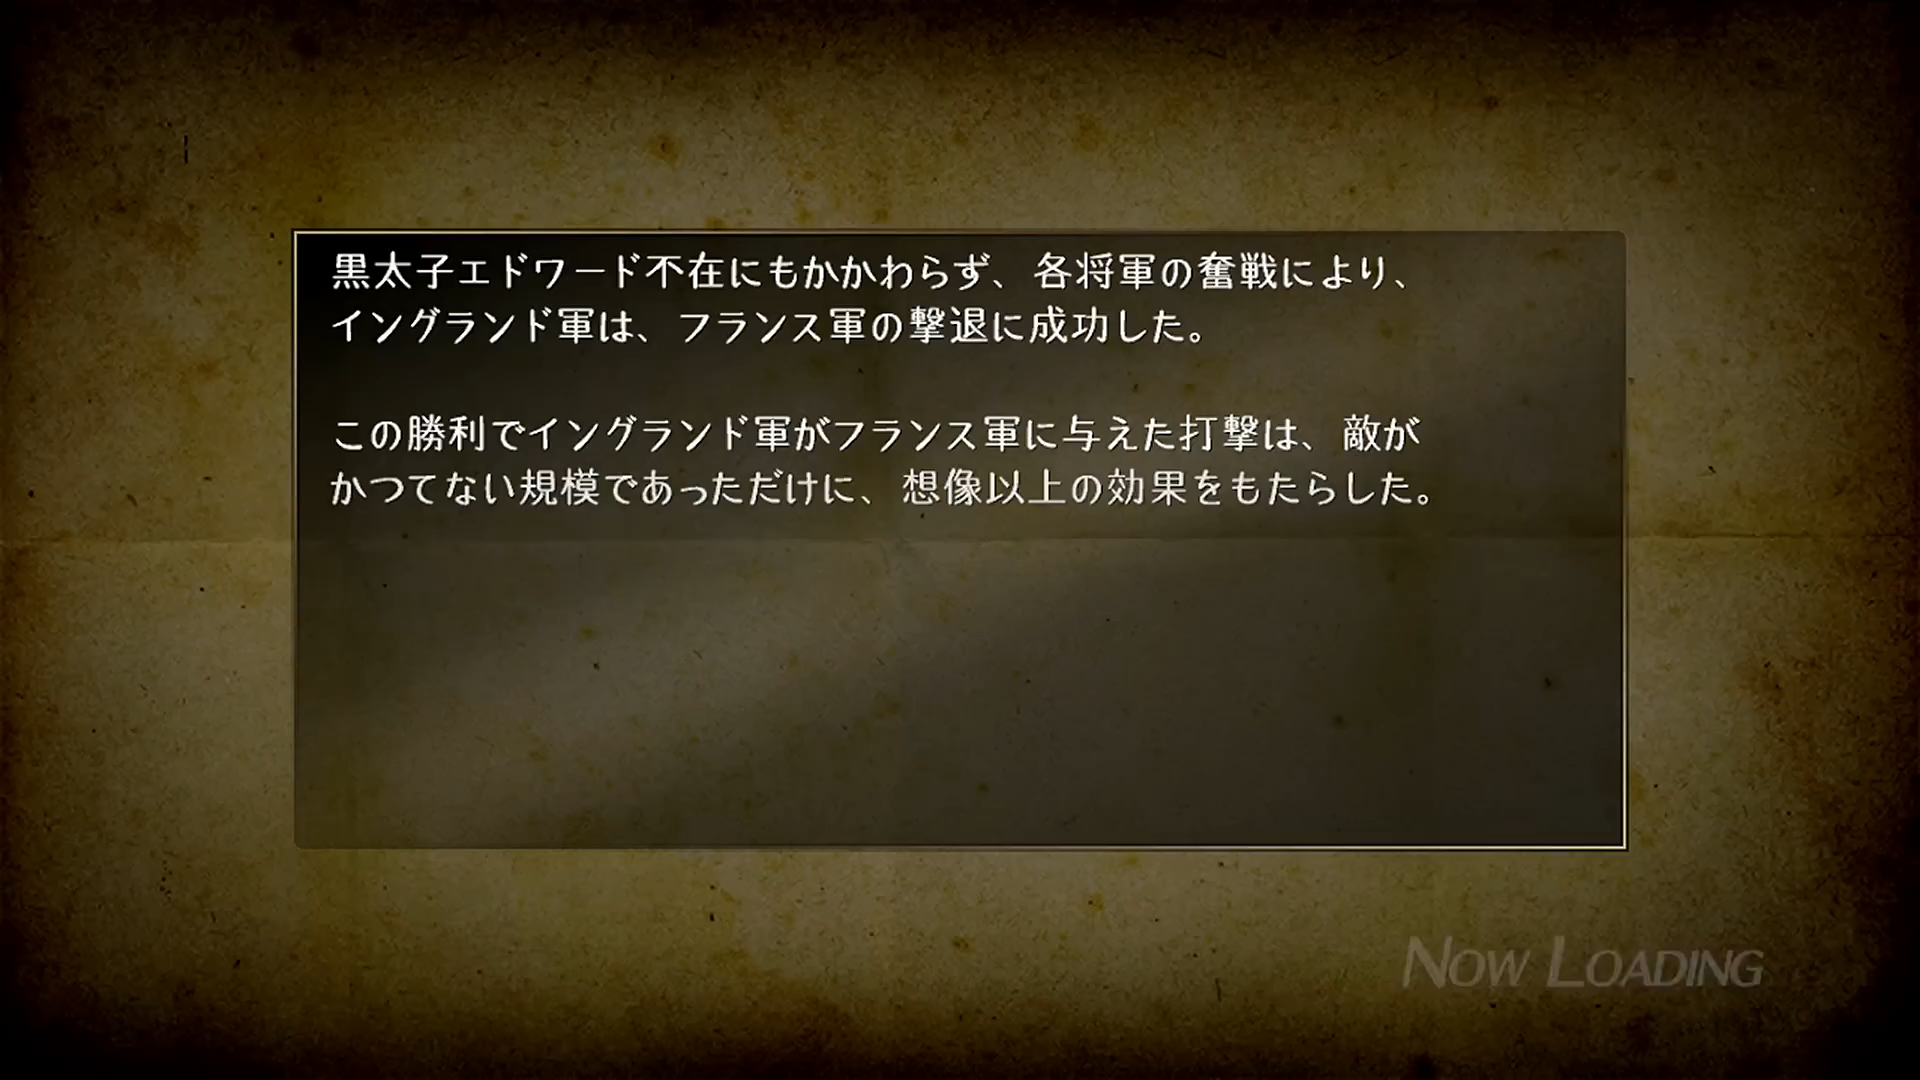 黒太子エドワード不在にもかかわらず、各将軍の奮戦により、
イングランド軍は、フランス軍の撃退に成功した。
この勝利でイングランド軍がフランス軍に与えた打撃は、敵が
かつてない規模であっただけに、想像以上の効果をもたらした。
NOW LOADING